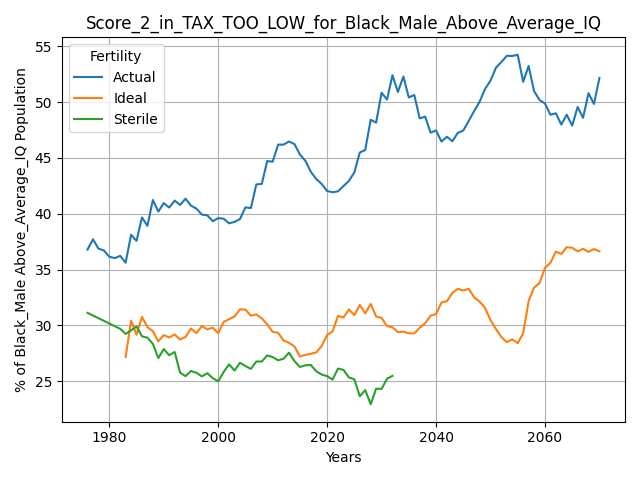 Score_2_in_TAX_TOO_LOW_for_Black_Male_Above_Average_IQ
Fertility
Actual
Ideal
Sterile
% of Black_Male Above_Average_IQ Population
55
50
45
40
35
30
25
1980
2000
2020
2040
2060
Years